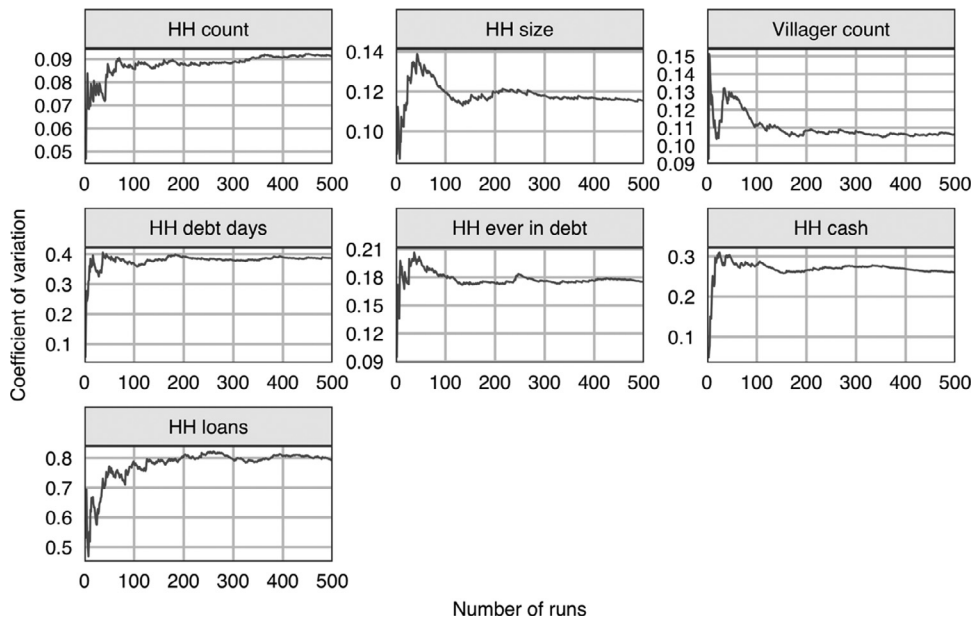 HH count
HH size
Villager count
0.09
0.08
0.07
0.06
0.05
0.14
0.10
0.15
0.13
0.11
0.10
0.09
0 100 200 300 400 500
0 100 200 300 400 500
0 100 200 300 400 500
Coefficient of variation
HH debt days
HH ever in debt
HH cash
0.4
0.3
0.2
0.1
0.21
0.18
0.15
0.12
0.09
0.3
0.2
0.1
0 100 200 300 400 500
0 100 200 300 400 500
0 100 200 300 400 500
HH loans
0.8
0.7
0.6
0.5
0 100 200 300 400 500
Number of runs